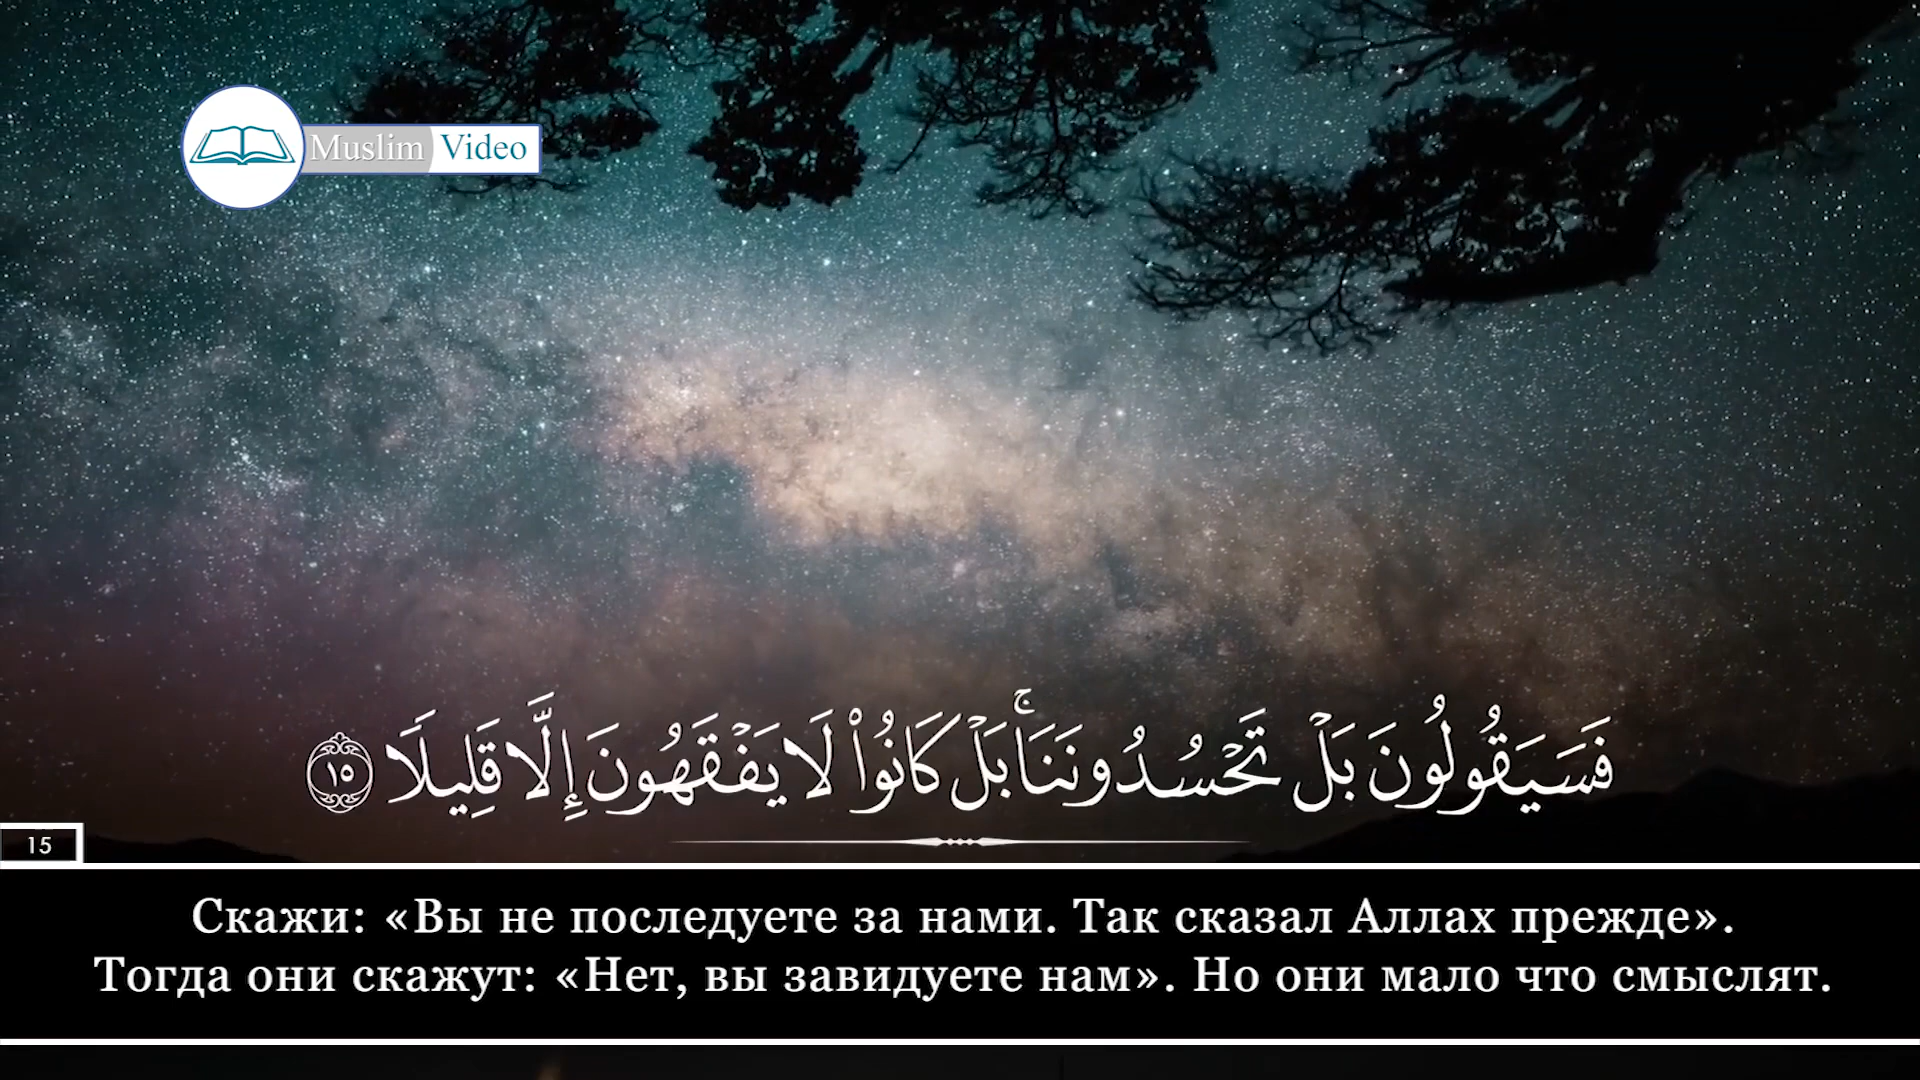 Muslim Video
فَسَيَقُولُونَ بَلْ تَحْسُدُونَنَا ۚ بَلْ كَانُوا۟ لَا يَفْقَهُونَ إِلَّا قَلِيلًا ١٥
15
Скажи: «Вы не последуете за нами. Так сказал Аллах прежде».
Тогда они скажут: «Нет, вы завидуете нам». Но они мало что смыслят.